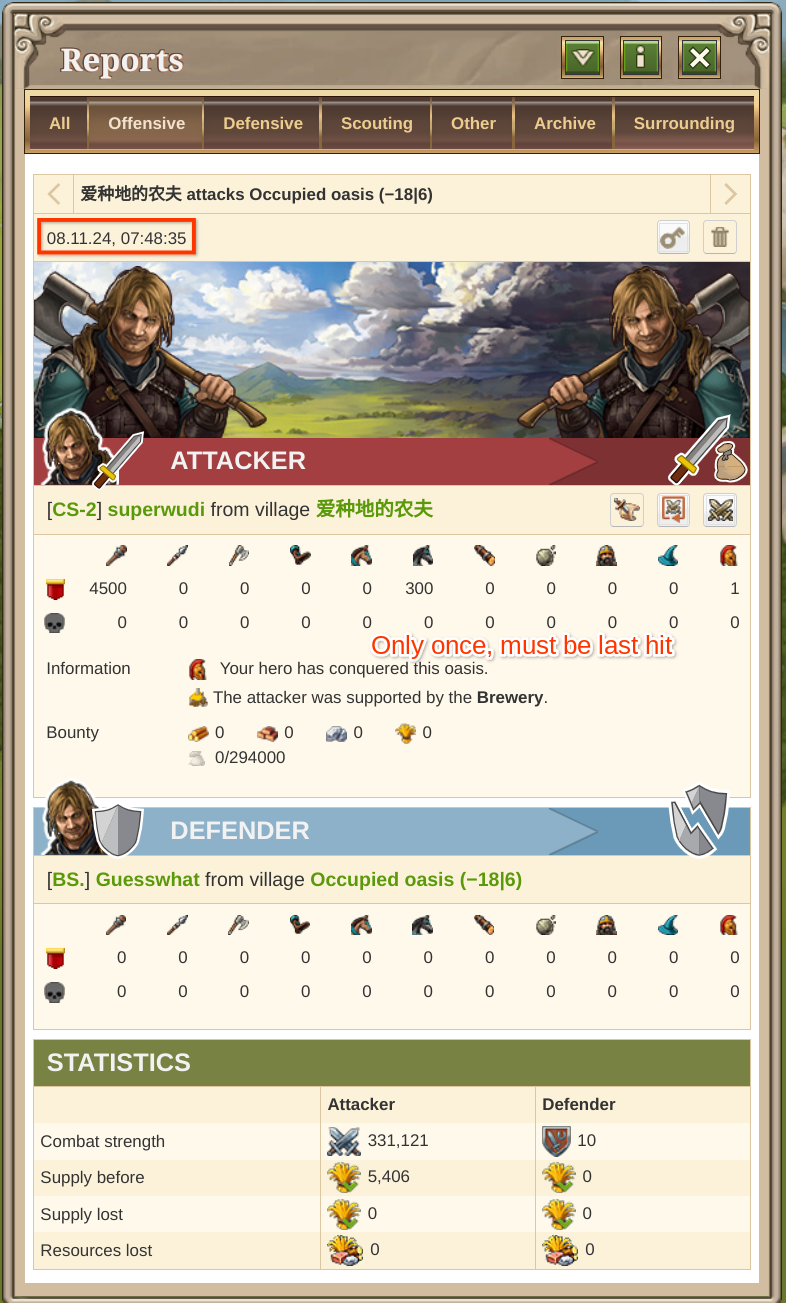 Reports
All Offensive Defensive Scouting Other Archive Surrounding
爱种地的农夫 attacks Occupied oasis (−18|6)
08.11.24, 07:48:35
ATTACKER
[CS-2] superwudi from village 爱种地的农夫
4500 0 0 0 0 300 0 0 0 0 1
0 0 0 0 0 0 0 0 0 0 0
Only once, must be last hit
Information Your hero has conquered this oasis.
The attacker was supported by the Brewery.
Bounty 0 0 0 0
0/294000
DEFENDER
[BS.] Guesswhat from village Occupied oasis (−18|6)
0 0 0 0 0 0 0 0 0 0 0
0 0 0 0 0 0 0 0 0 0 0
STATISTICS
Attacker Defender
Combat strength 331,121 10
Supply before 5,406 0
Supply lost 0 0
Resources lost 0 0